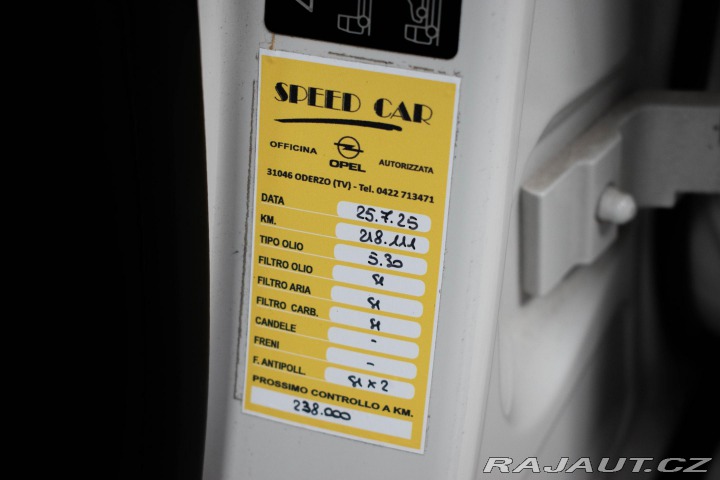 SPEED CAR
OFFICINA OPEL AUTORIZZATA
31046 ODERZO (TV) - Tel. 0422 713471
DATA 25.7.25
KM. 218.111
TIPO OLIO 5.30
FILTRO OLIO SI
FILTRO ARIA SI
FILTRO CARB. SI
CANDELE -
FRENI -
F. ANTIPOLL. SI x 2
PROSSIMO CONTROLLO A KM.
238.000
RAJAUT.CZ